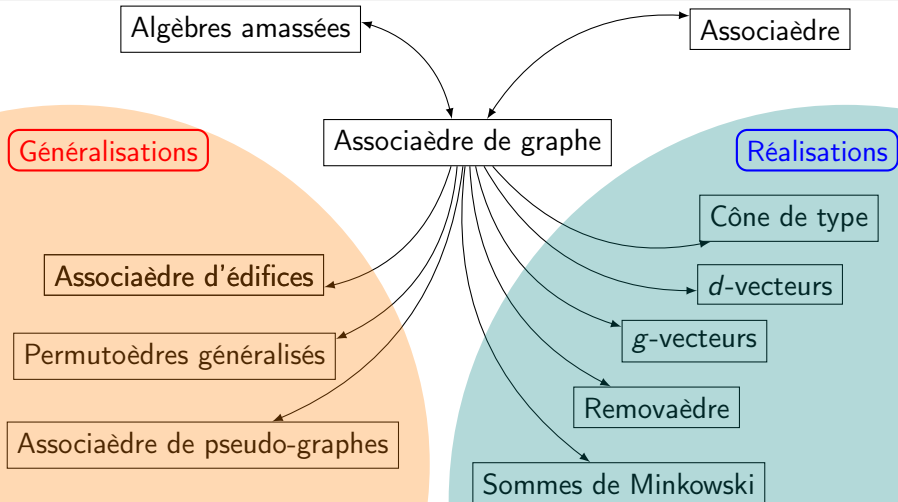 Algèbres amassées
Associaèdre
Associaèdre de graphe
Généralisations
Réalisations
Cône de type
Associaèdre d'édifices
d-vecteurs
g-vecteurs
Permutoèdres généralisés
Removaèdre
Associaèdre de pseudo-graphes
Sommes de Minkowski